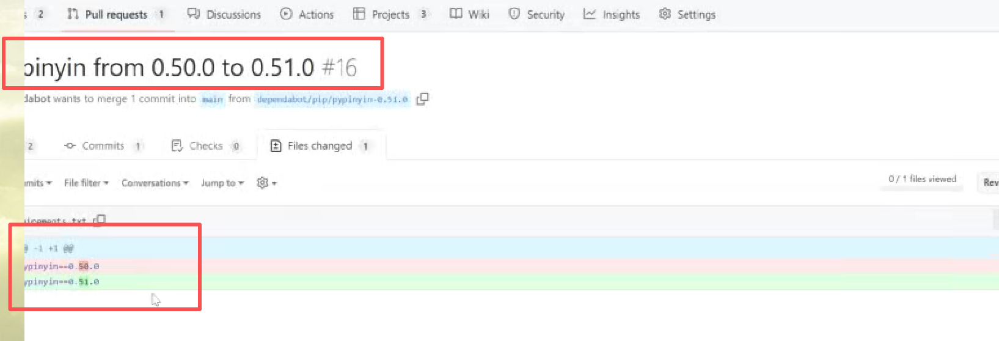 2 Pull requests 1 Discussions Actions Projects 3 Wiki Security Insights Settings
pinyin from 0.50.0 to 0.51.0 #16
dabot wants to merge 1 commit into main from dependabot/pip/pypinyin-0.51.0
2 Commits 1 Checks 0 Files changed 1
mits File filter Conversations Jump to
0 / 1 files viewed Rev
uirements.txt
@ -1 +1 @@
ypinyin==0.50.0
ypinyin==0.51.0